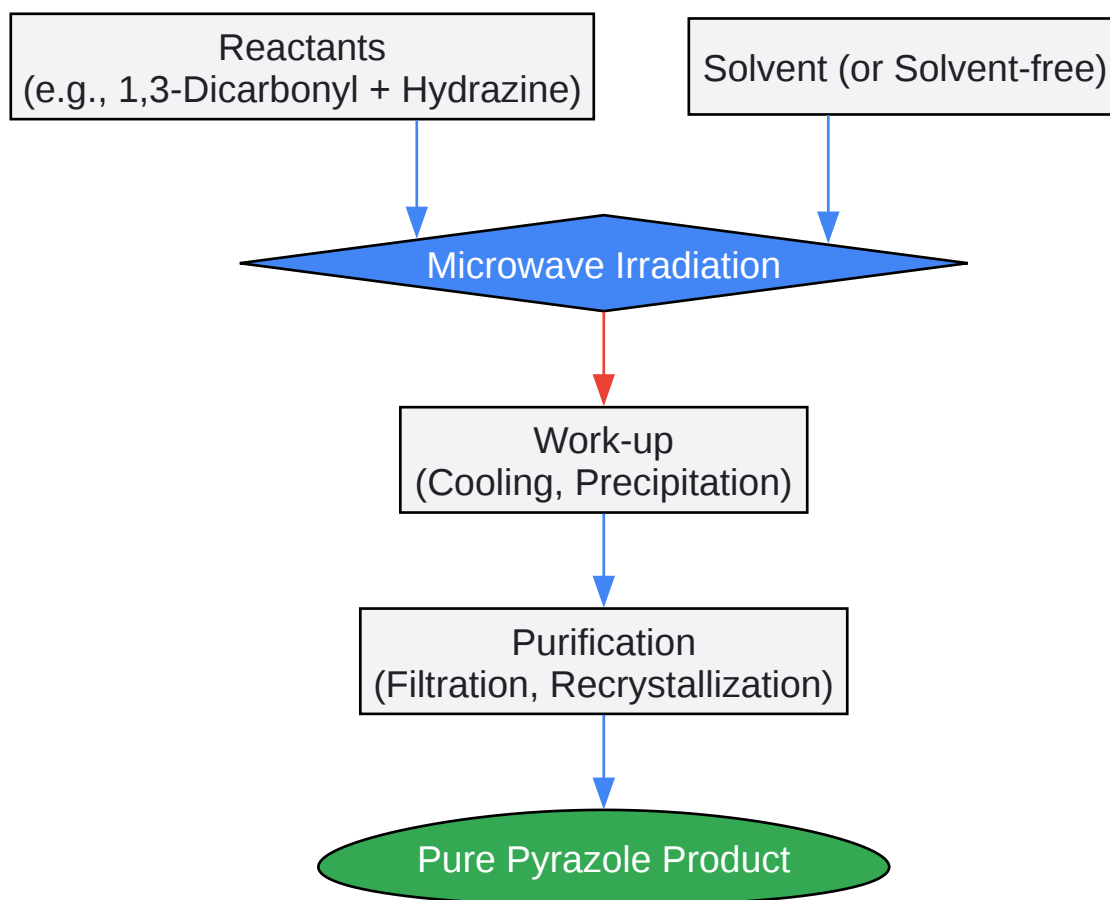 Reactants
(e.g., 1,3-Dicarbonyl + Hydrazine)
Solvent (or Solvent-free)
Microwave Irradiation
Work-up
(Cooling, Precipitation)
Purification
(Filtration, Recrystallization)
Pure Pyrazole Product